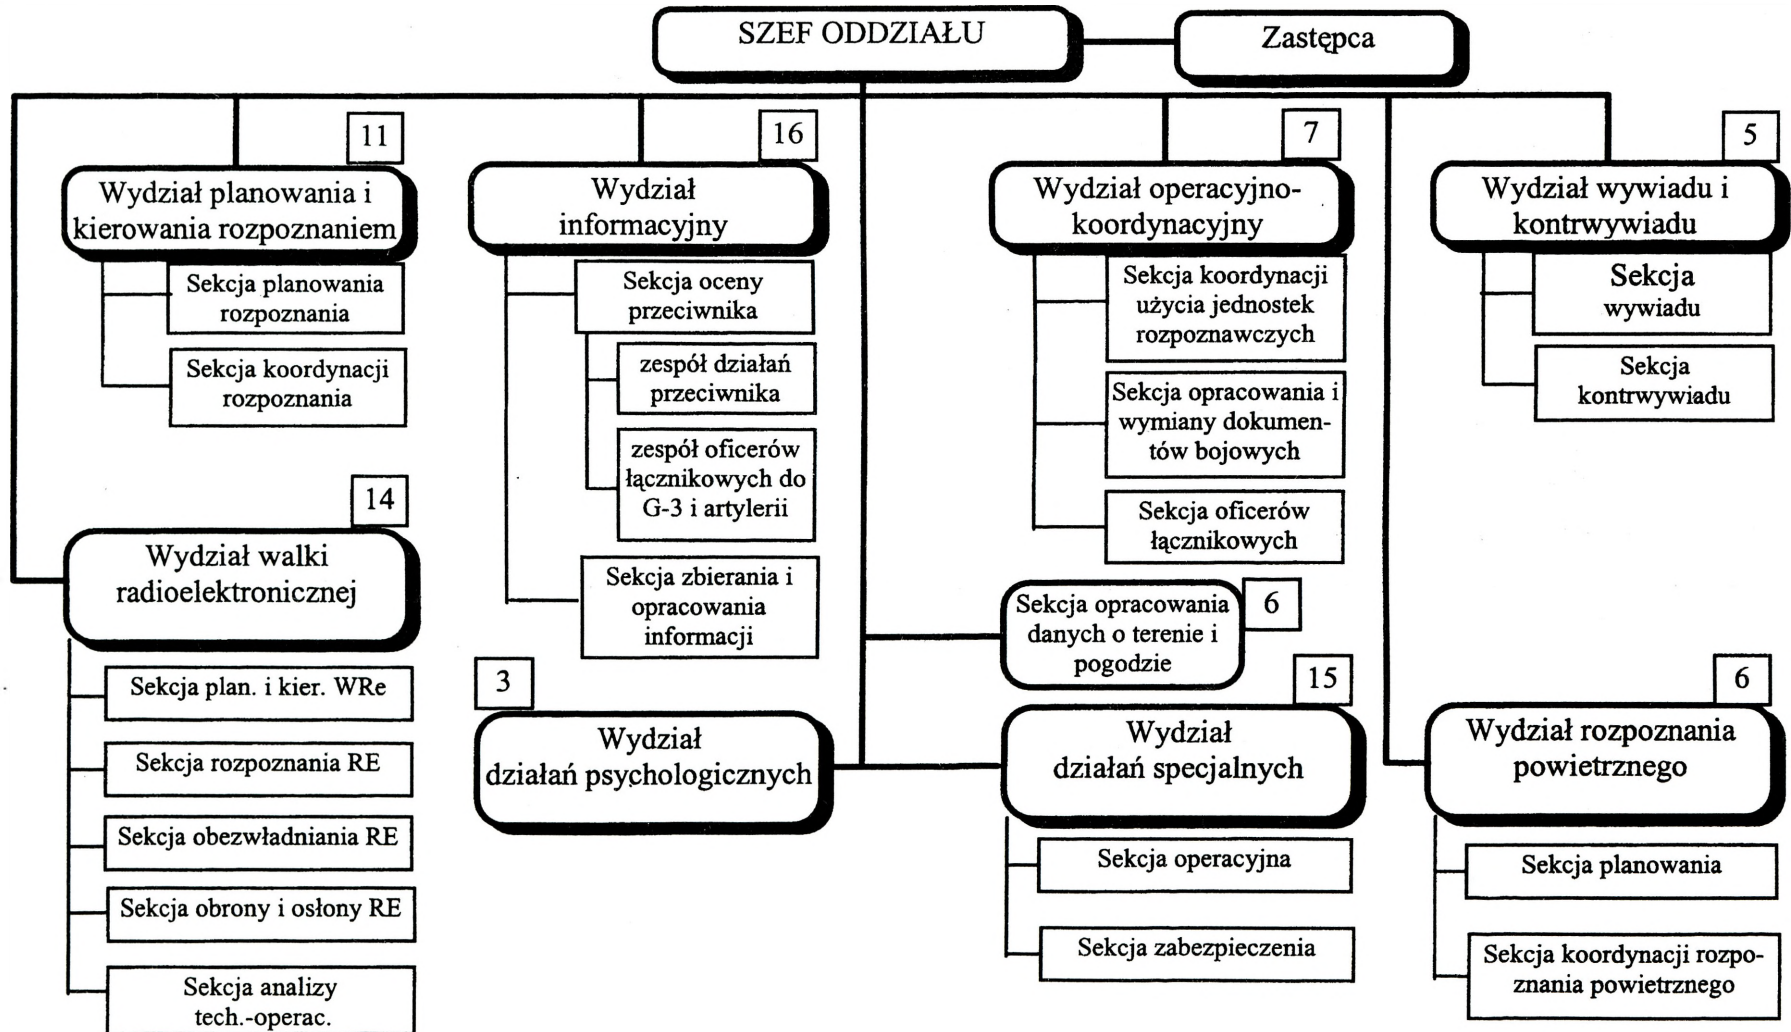 SZEF ODDZIAŁU
Zastępca
11
Wydział planowania i
kierowania rozpoznaniem
Sekcja planowania
rozpoznania
Sekcja koordynacji
rozpoznania
16
Wydział
informacyjny
Sekcja oceny
przeciwnika
zespół działań
przeciwnika
zespół oficerów
łącznikowych do
G-3 i artylerii
Sekcja zbierania i
opracowania
informacji
7
Wydział operacyjno-
koordynacyjny
Sekcja koordynacji
użycia jednostek
rozpoznawczych
Sekcja opracowania i
wymiany dokumen-
tów bojowych
Sekcja oficerów
łącznikowych
5
Wydział wywiadu i
kontrwywiadu
Sekcja
wywiadu
Sekcja
kontrwywiadu
14
Wydział walki
radioelektronicznej
Sekcja plan. i kier. WRe
Sekcja rozpoznania RE
Sekcja obezwładniania RE
Sekcja obrony i osłony RE
Sekcja analizy
tech.-operac.
3
Wydział
działań psychologicznych
6
Sekcja opracowania
danych o terenie i
pogodzie
15
Wydział
działań specjalnych
Sekcja operacyjna
Sekcja zabezpieczenia
6
Wydział rozpoznania
powietrznego
Sekcja planowania
Sekcja koordynacji rozpo-
znania powietrznego